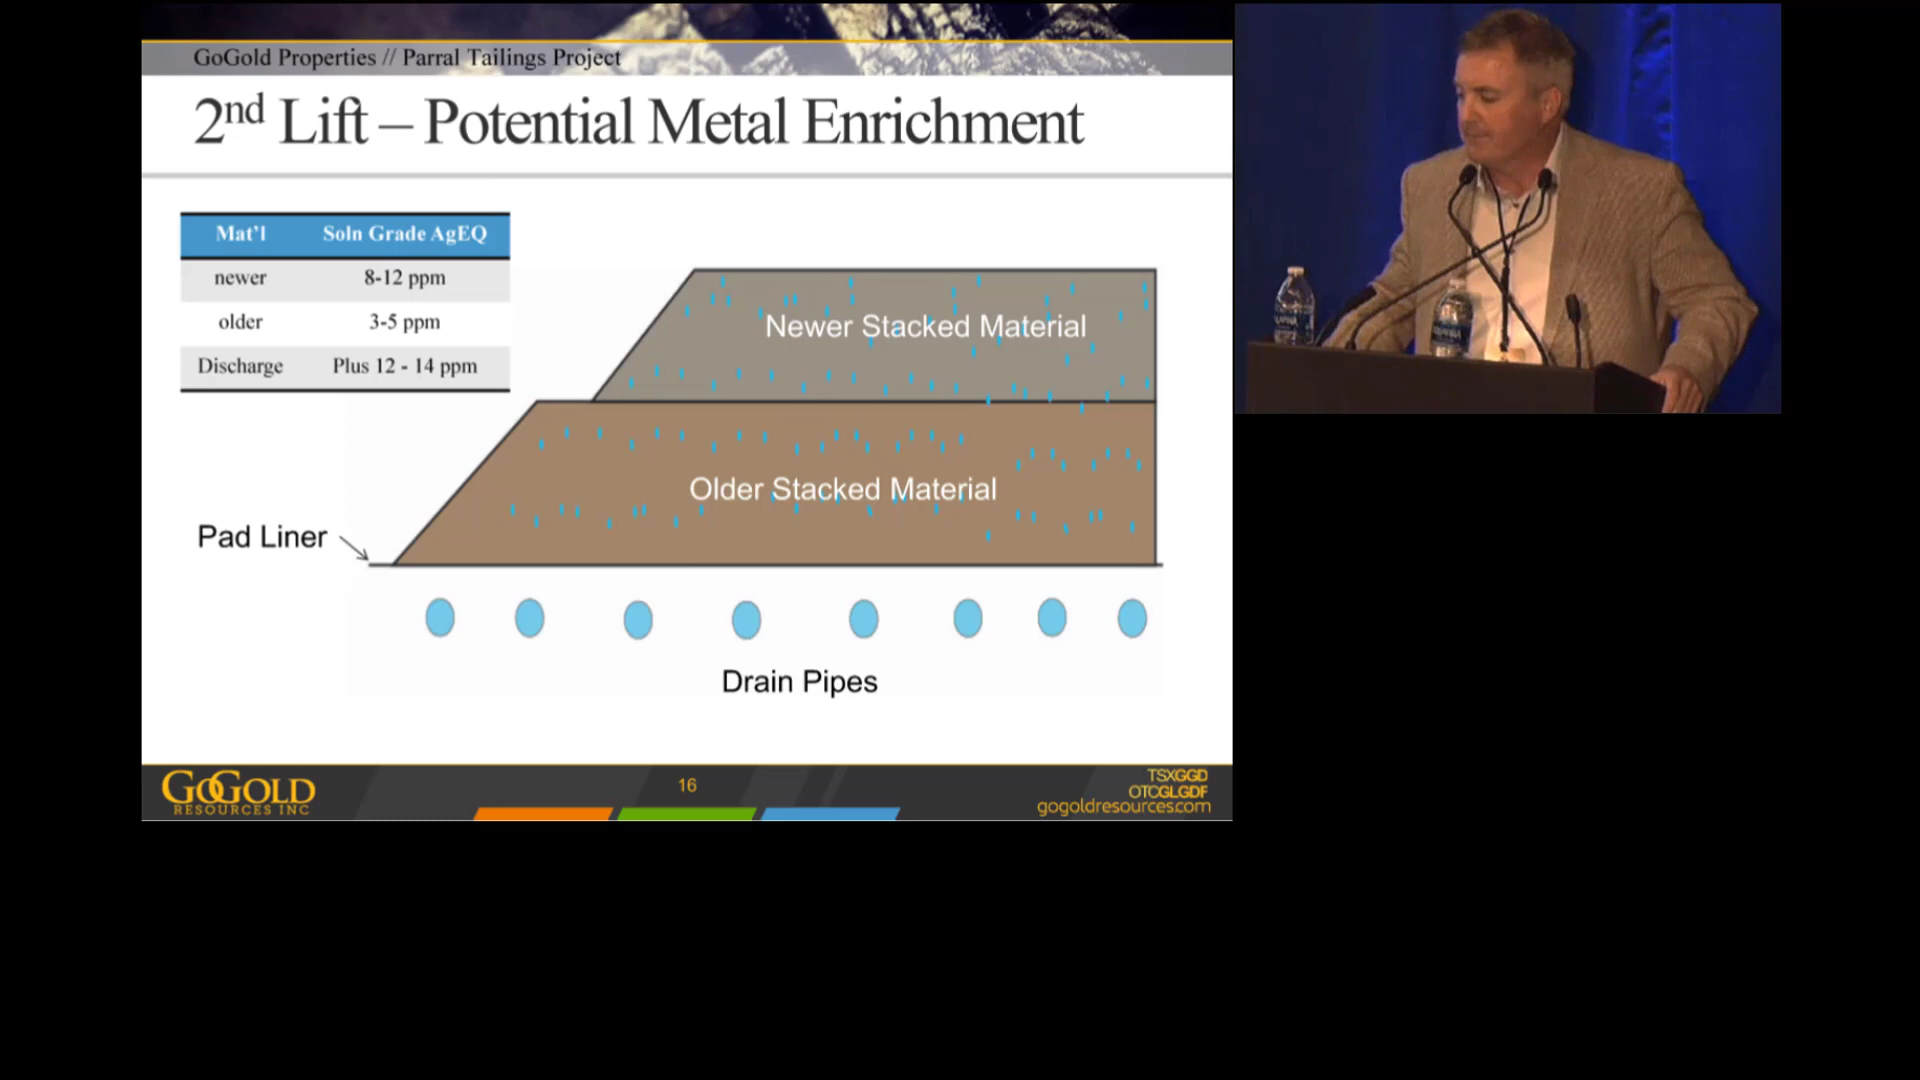 GoGold Properties // Parral Tailings Project
2nd Lift – Potential Metal Enrichment
Mat'l Soln Grade AgEQ
newer 8-12 ppm
older 3-5 ppm
Discharge Plus 12 - 14 ppm
Newer Stacked Material
Older Stacked Material
Pad Liner
Drain Pipes
GOGOLD
RESOURCES INC
16
TSX GGD
OTC GLGDF
gogoldresources.com